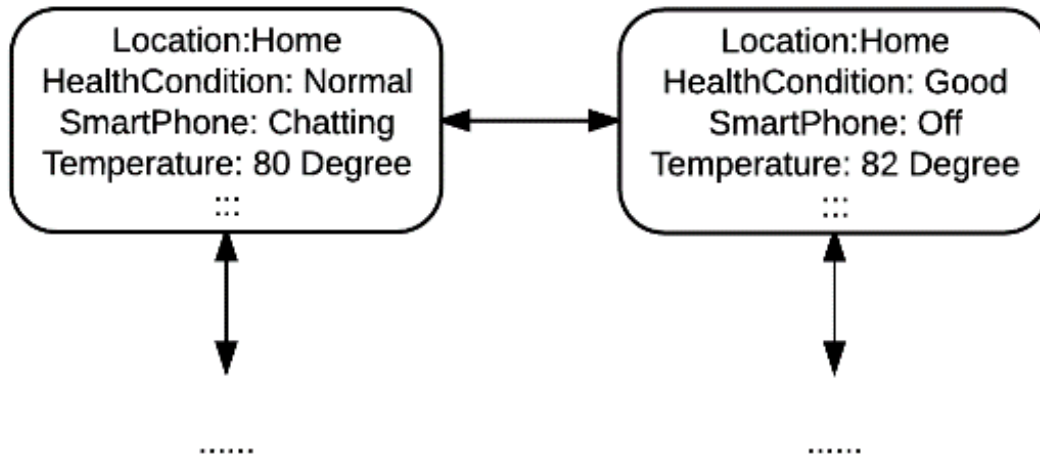 Location:Home
HealthCondition: Normal
SmartPhone: Chatting
Temperature: 80 Degree
:::
Location:Home
HealthCondition: Good
SmartPhone: Off
Temperature: 82 Degree
:::
......
......